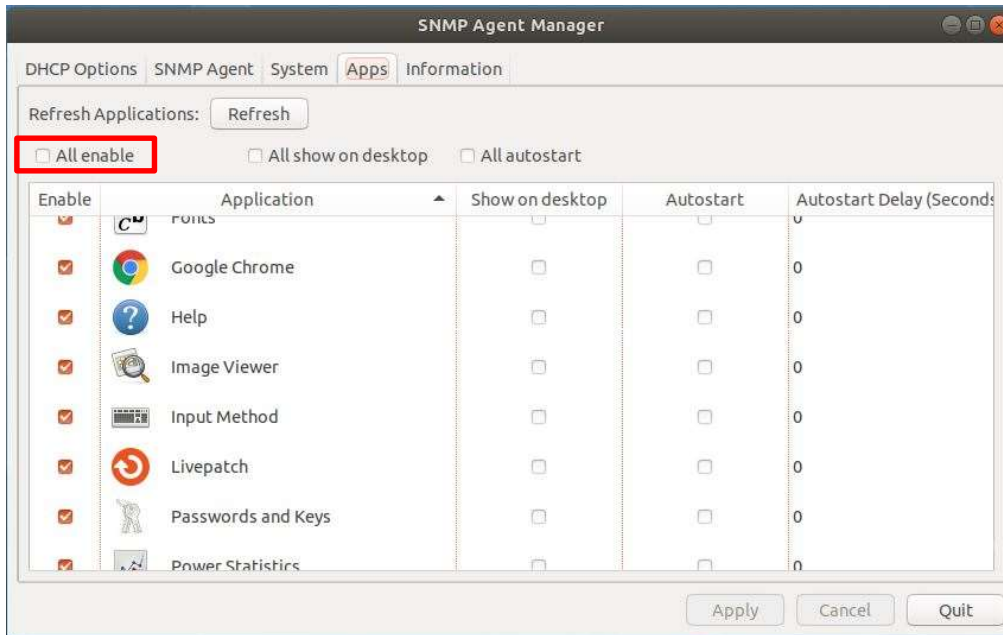 SNMP Agent Manager
DHCP Options SNMP Agent System Apps Information
Refresh Applications: Refresh
All enable All show on desktop All autostart
Enable Application Show on desktop Autostart Autostart Delay (Seconds
Fonts 0
Google Chrome 0
Help 0
Image Viewer 0
Input Method 0
Livepatch 0
Passwords and Keys 0
Power Statistics 0
Apply Cancel Quit